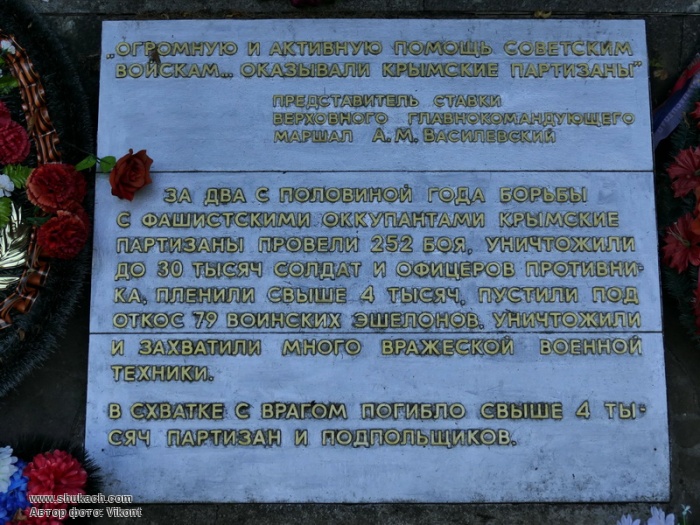 „ОГРОМНУЮ И АКТИВНУЮ ПОМОЩЬ СОВЕТСКИМ
ВОЙСКАМ... ОКАЗЫВАЛИ КРЫМСКИЕ ПАРТИЗАНЫ”
ПРЕДСТАВИТЕЛЬ СТАВКИ
ВЕРХОВНОГО ГЛАВНОКОМАНДУЮЩЕГО
МАРШАЛ А.М.ВАСИЛЕВСКИЙ
ЗА ДВА С ПОЛОВИНОЙ ГОДА БОРЬБЫ
С ФАШИСТСКИМИ ОККУПАНТАМИ КРЫМСКИЕ
ПАРТИЗАНЫ ПРОВЕЛИ 252 БОЯ, УНИЧТОЖИЛИ
ДО 30 ТЫСЯЧ СОЛДАТ И ОФИЦЕРОВ ПРОТИВНИ-
КА, ПЛЕНИЛИ СВЫШЕ 4 ТЫСЯЧ, ПУСТИЛИ ПОД
ОТКОС 79 ВОИНСКИХ ЭШЕЛОНОВ, УНИЧТОЖИЛИ
И ЗАХВАТИЛИ МНОГО ВРАЖЕСКОЙ ВОЕННОЙ
ТЕХНИКИ.
В СХВАТКЕ С ВРАГОМ ПОГИБЛО СВЫШЕ 4 ТЫ-
СЯЧ ПАРТИЗАН И ПОДПОЛЬЩИКОВ.
www.shukach.com
Автор фото: Vikont